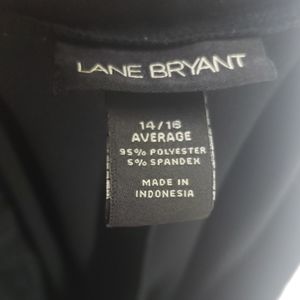 LANE BRYANT
14/16
AVERAGE
95% POLYESTER
5% SPANDEX
MADE IN
INDONESIA